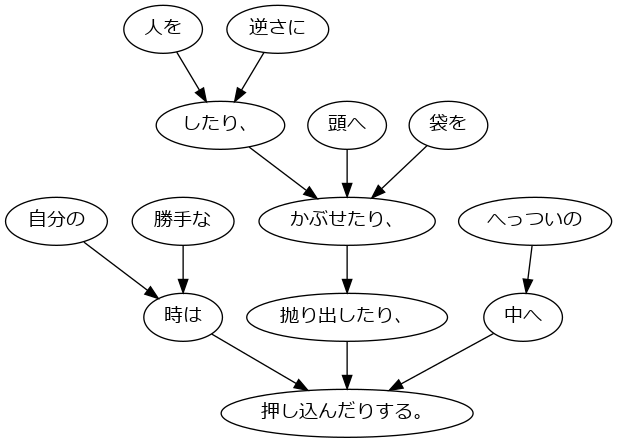 人を
逆さに
したり、
頭へ
袋を
自分の
勝手な
かぶせたり、
へっついの
時は
抛り出したり、
中へ
押し込んだりする。